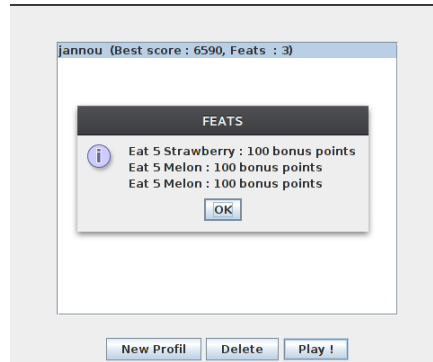 jannou (Best score : 6590, Feats : 3)
FEATS
Eat 5 Strawberry : 100 bonus points
Eat 5 Melon : 100 bonus points
Eat 5 Melon : 100 bonus points
OK
New Profil Delete Play !